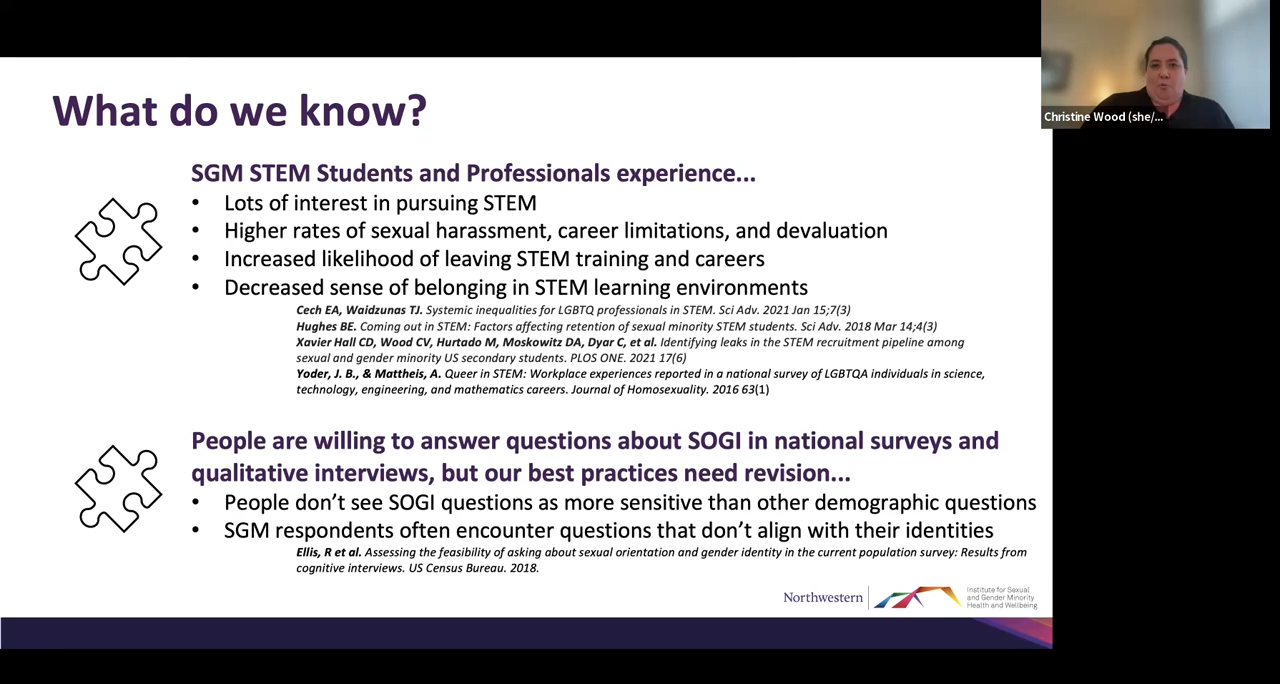 What do we know?
SGM STEM Students and Professionals experience...
• Lots of interest in pursuing STEM
• Higher rates of sexual harassment, career limitations, and devaluation
• Increased likelihood of leaving STEM training and careers
• Decreased sense of belonging in STEM learning environments
Cech EA, Waidzunas TJ. Systemic inequalities for LGBTQ professionals in STEM. Sci Adv. 2021 Jan 15;7(3)
Hughes BE. Coming out in STEM: Factors affecting retention of sexual minority STEM students. Sci Adv. 2018 Mar 14;4(3)
Xavier Hall CD, Wood CV, Hurtado M, Moskowitz DA, Dyar C, et al. Identifying leaks in the STEM recruitment pipeline among
sexual and gender minority US secondary students. PLOS ONE. 2021 17(6)
Yoder, J. B., & Mattheis, A. Queer in STEM: Workplace experiences reported in a national survey of LGBTQA individuals in science,
technology, engineering, and mathematics careers. Journal of Homosexuality. 2016 63(1)
People are willing to answer questions about SOGI in national surveys and
qualitative interviews, but our best practices need revision...
• People don't see SOGI questions as more sensitive than other demographic questions
• SGM respondents often encounter questions that don't align with their identities
Ellis, R et al. Assessing the feasibility of asking about sexual orientation and gender identity in the current population survey: Results from
cognitive interviews. US Census Bureau. 2018.
Northwestern
Institute for Sexual
and Gender Minority
Health and Wellbeing
Christine Wood (she/...